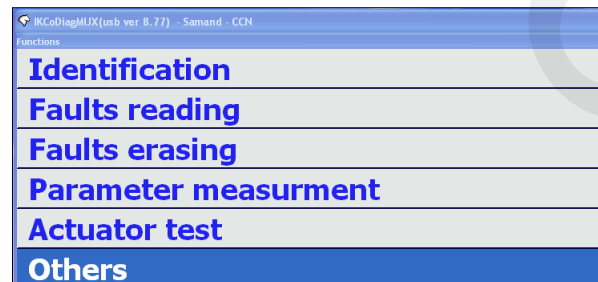 IKCoDiagMUX(usb ver 8.77) - Samand - CCN
Functions
Identification
Faults reading
Faults erasing
Parameter measurment
Actuator test
Others